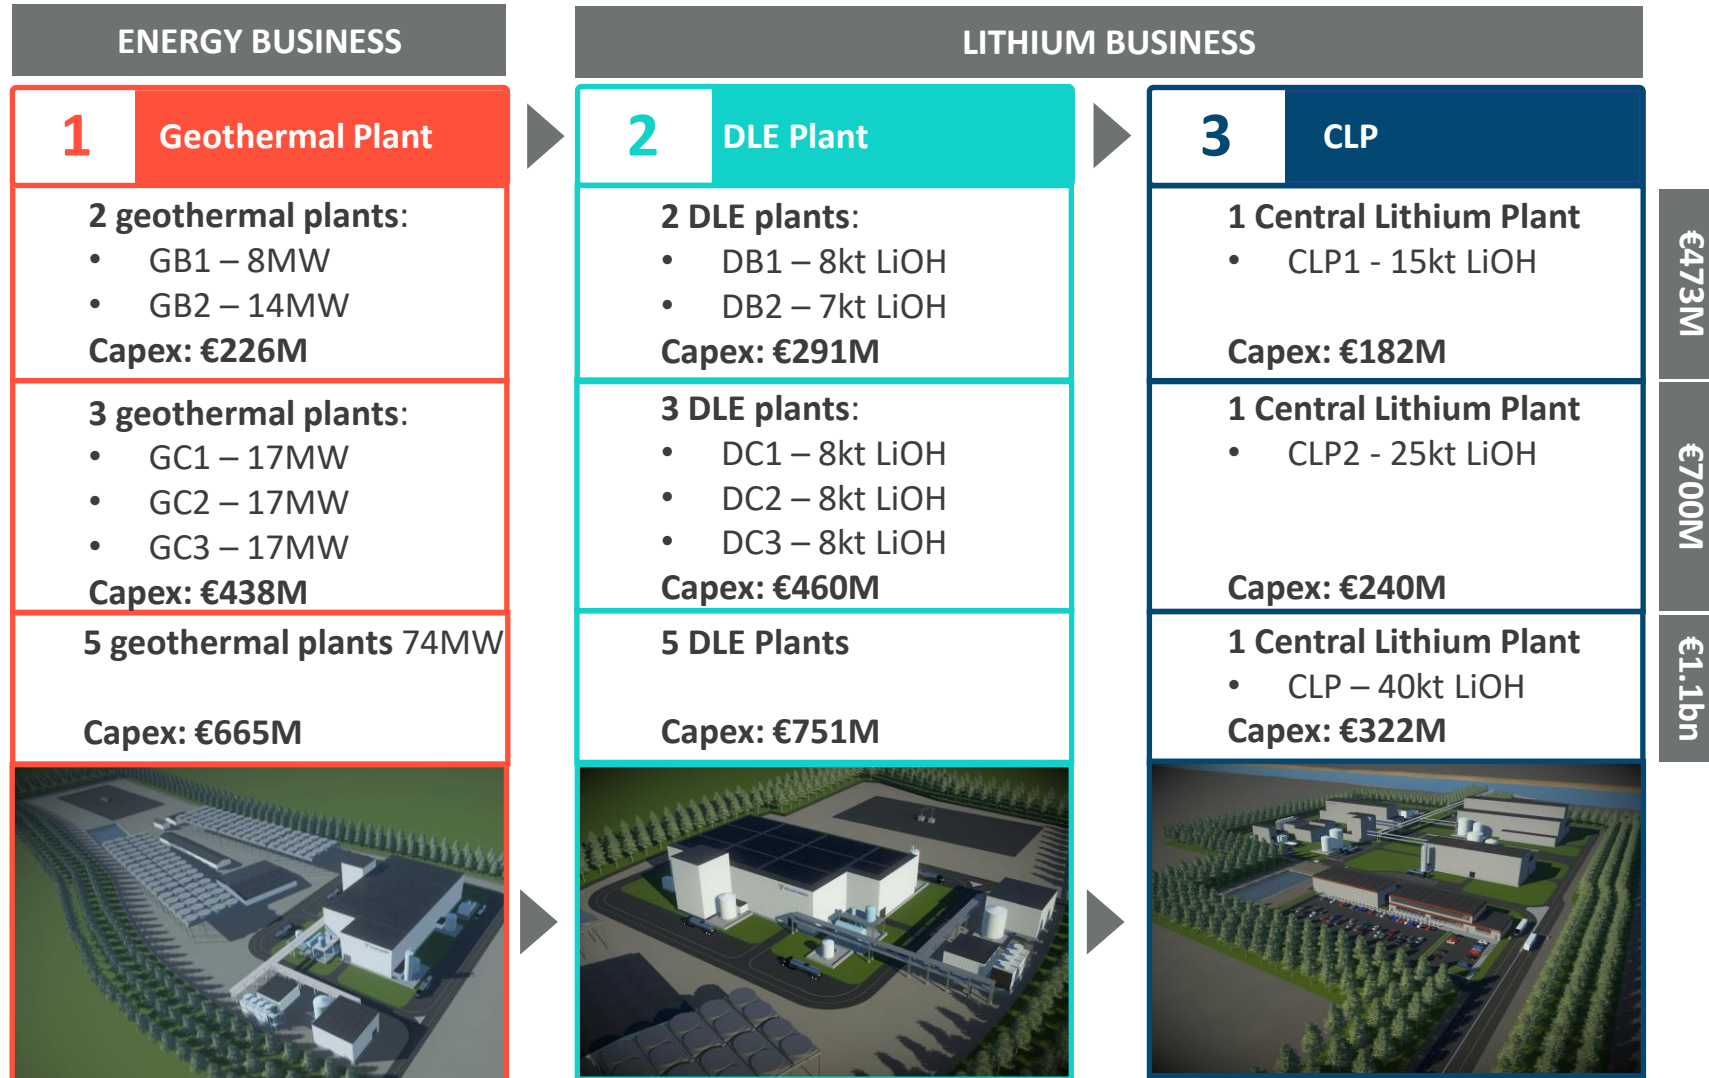 ENERGY BUSINESS
LITHIUM BUSINESS
1 Geothermal Plant
2 DLE Plant
3 CLP
2 geothermal plants:
• GB1 – 8MW
• GB2 – 14MW
Capex: €226M
2 DLE plants:
• DB1 – 8kt LiOH
• DB2 – 7kt LiOH
Capex: €291M
1 Central Lithium Plant
• CLP1 - 15kt LiOH
Capex: €182M
€473M
3 geothermal plants:
• GC1 – 17MW
• GC2 – 17MW
• GC3 – 17MW
Capex: €438M
3 DLE plants:
• DC1 – 8kt LiOH
• DC2 – 8kt LiOH
• DC3 – 8kt LiOH
Capex: €460M
1 Central Lithium Plant
• CLP2 - 25kt LiOH
Capex: €240M
€700M
5 geothermal plants 74MW
Capex: €665M
5 DLE Plants
Capex: €751M
1 Central Lithium Plant
• CLP – 40kt LiOH
Capex: €322M
€1.1bn